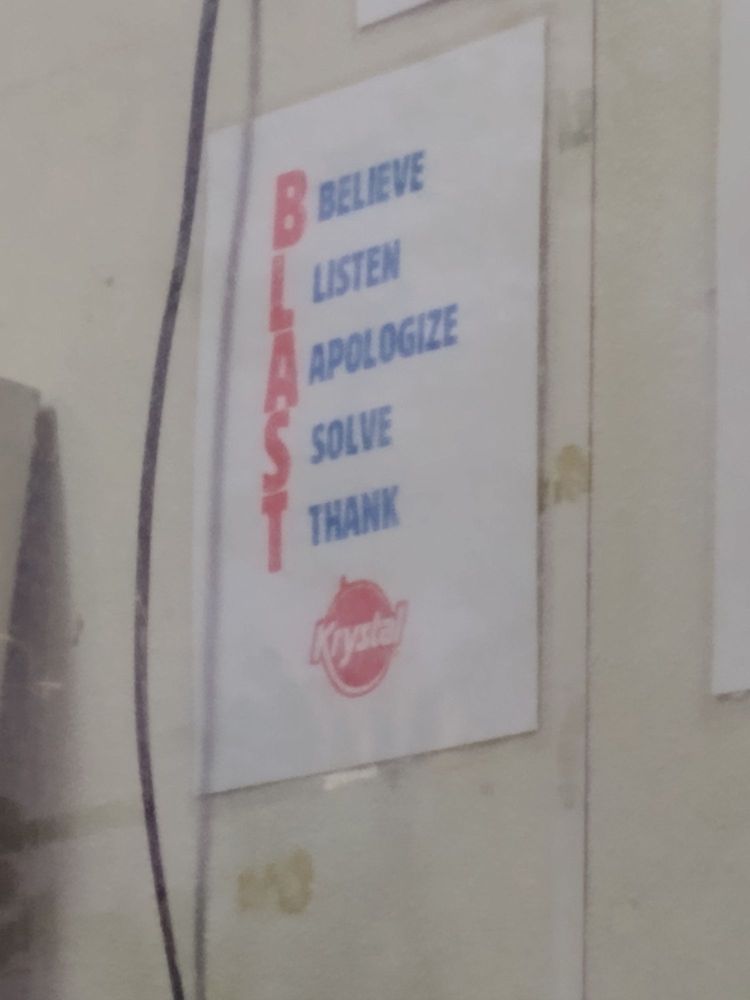 B BELIEVE
L LISTEN
A APOLOGIZE
S SOLVE
T THANK
Krystal